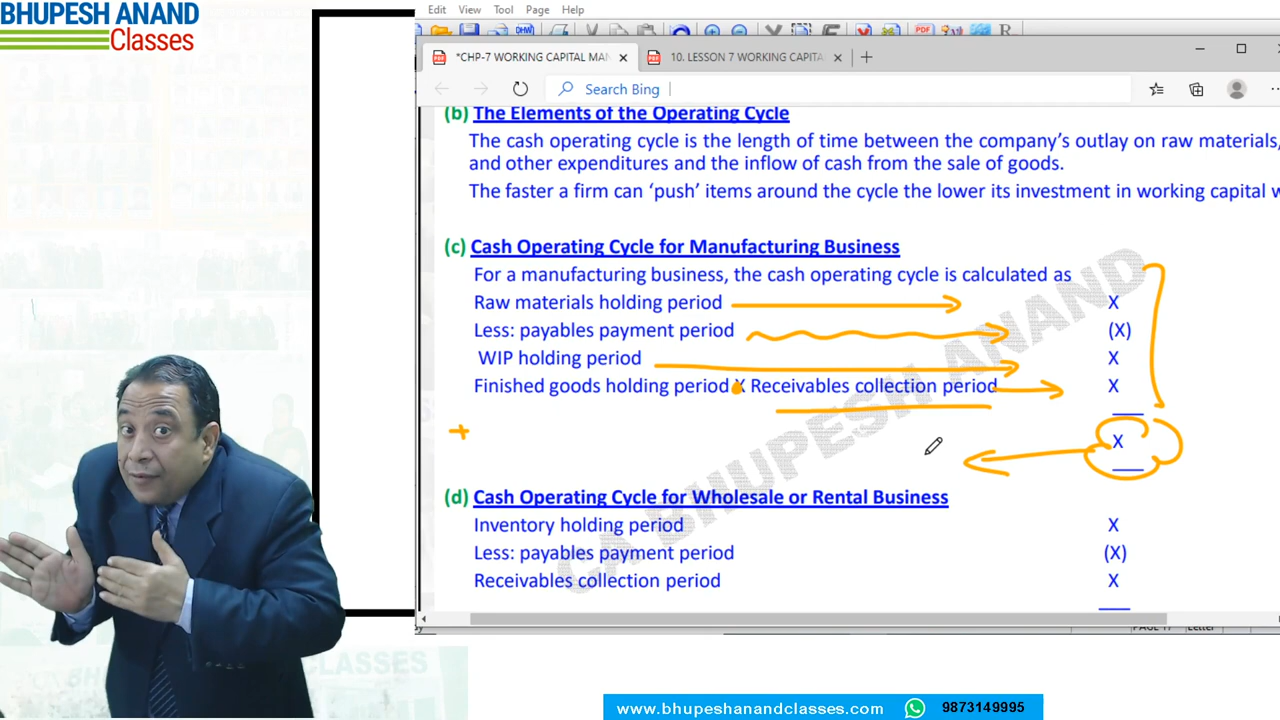 BHUPESH ANAND
Classes
Edit View Tool Page Help
*CHP-7 WORKING CAPITAL MAN
10. LESSON 7 WORKING CAPITA
Search Bing
(b) The Elements of the Operating Cycle
The cash operating cycle is the length of time between the company's outlay on raw materials,
and other expenditures and the inflow of cash from the sale of goods.
The faster a firm can 'push' items around the cycle the lower its investment in working capital w
(c) Cash Operating Cycle for Manufacturing Business
For a manufacturing business, the cash operating cycle is calculated as
Raw materials holding period X
Less: payables payment period (X)
WIP holding period X
Finished goods holding period X Receivables collection period X
+
X
(d) Cash Operating Cycle for Wholesale or Rental Business
Inventory holding period X
Less: payables payment period (X)
Receivables collection period X
CA BHUPESH ANAND
CLASSES
www.bhupeshanandclasses.com 9873149995